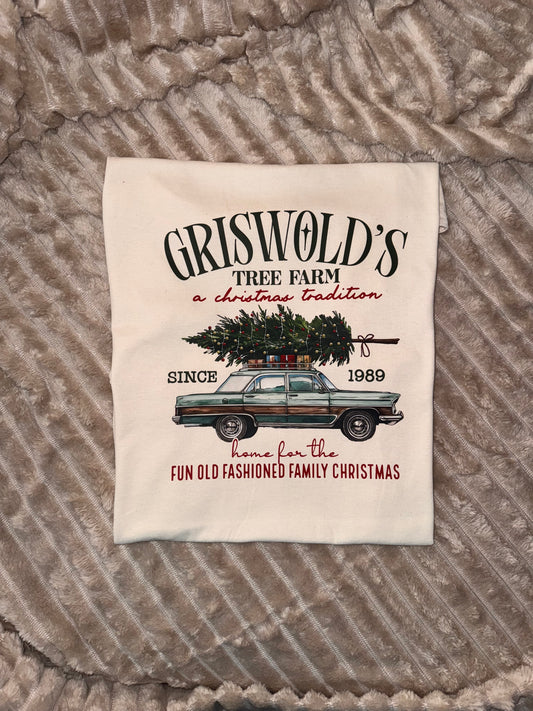 GRISWOLD'S
TREE FARM
a christmas tradition
SINCE 1989
home for the
FUN OLD FASHIONED FAMILY CHRISTMAS